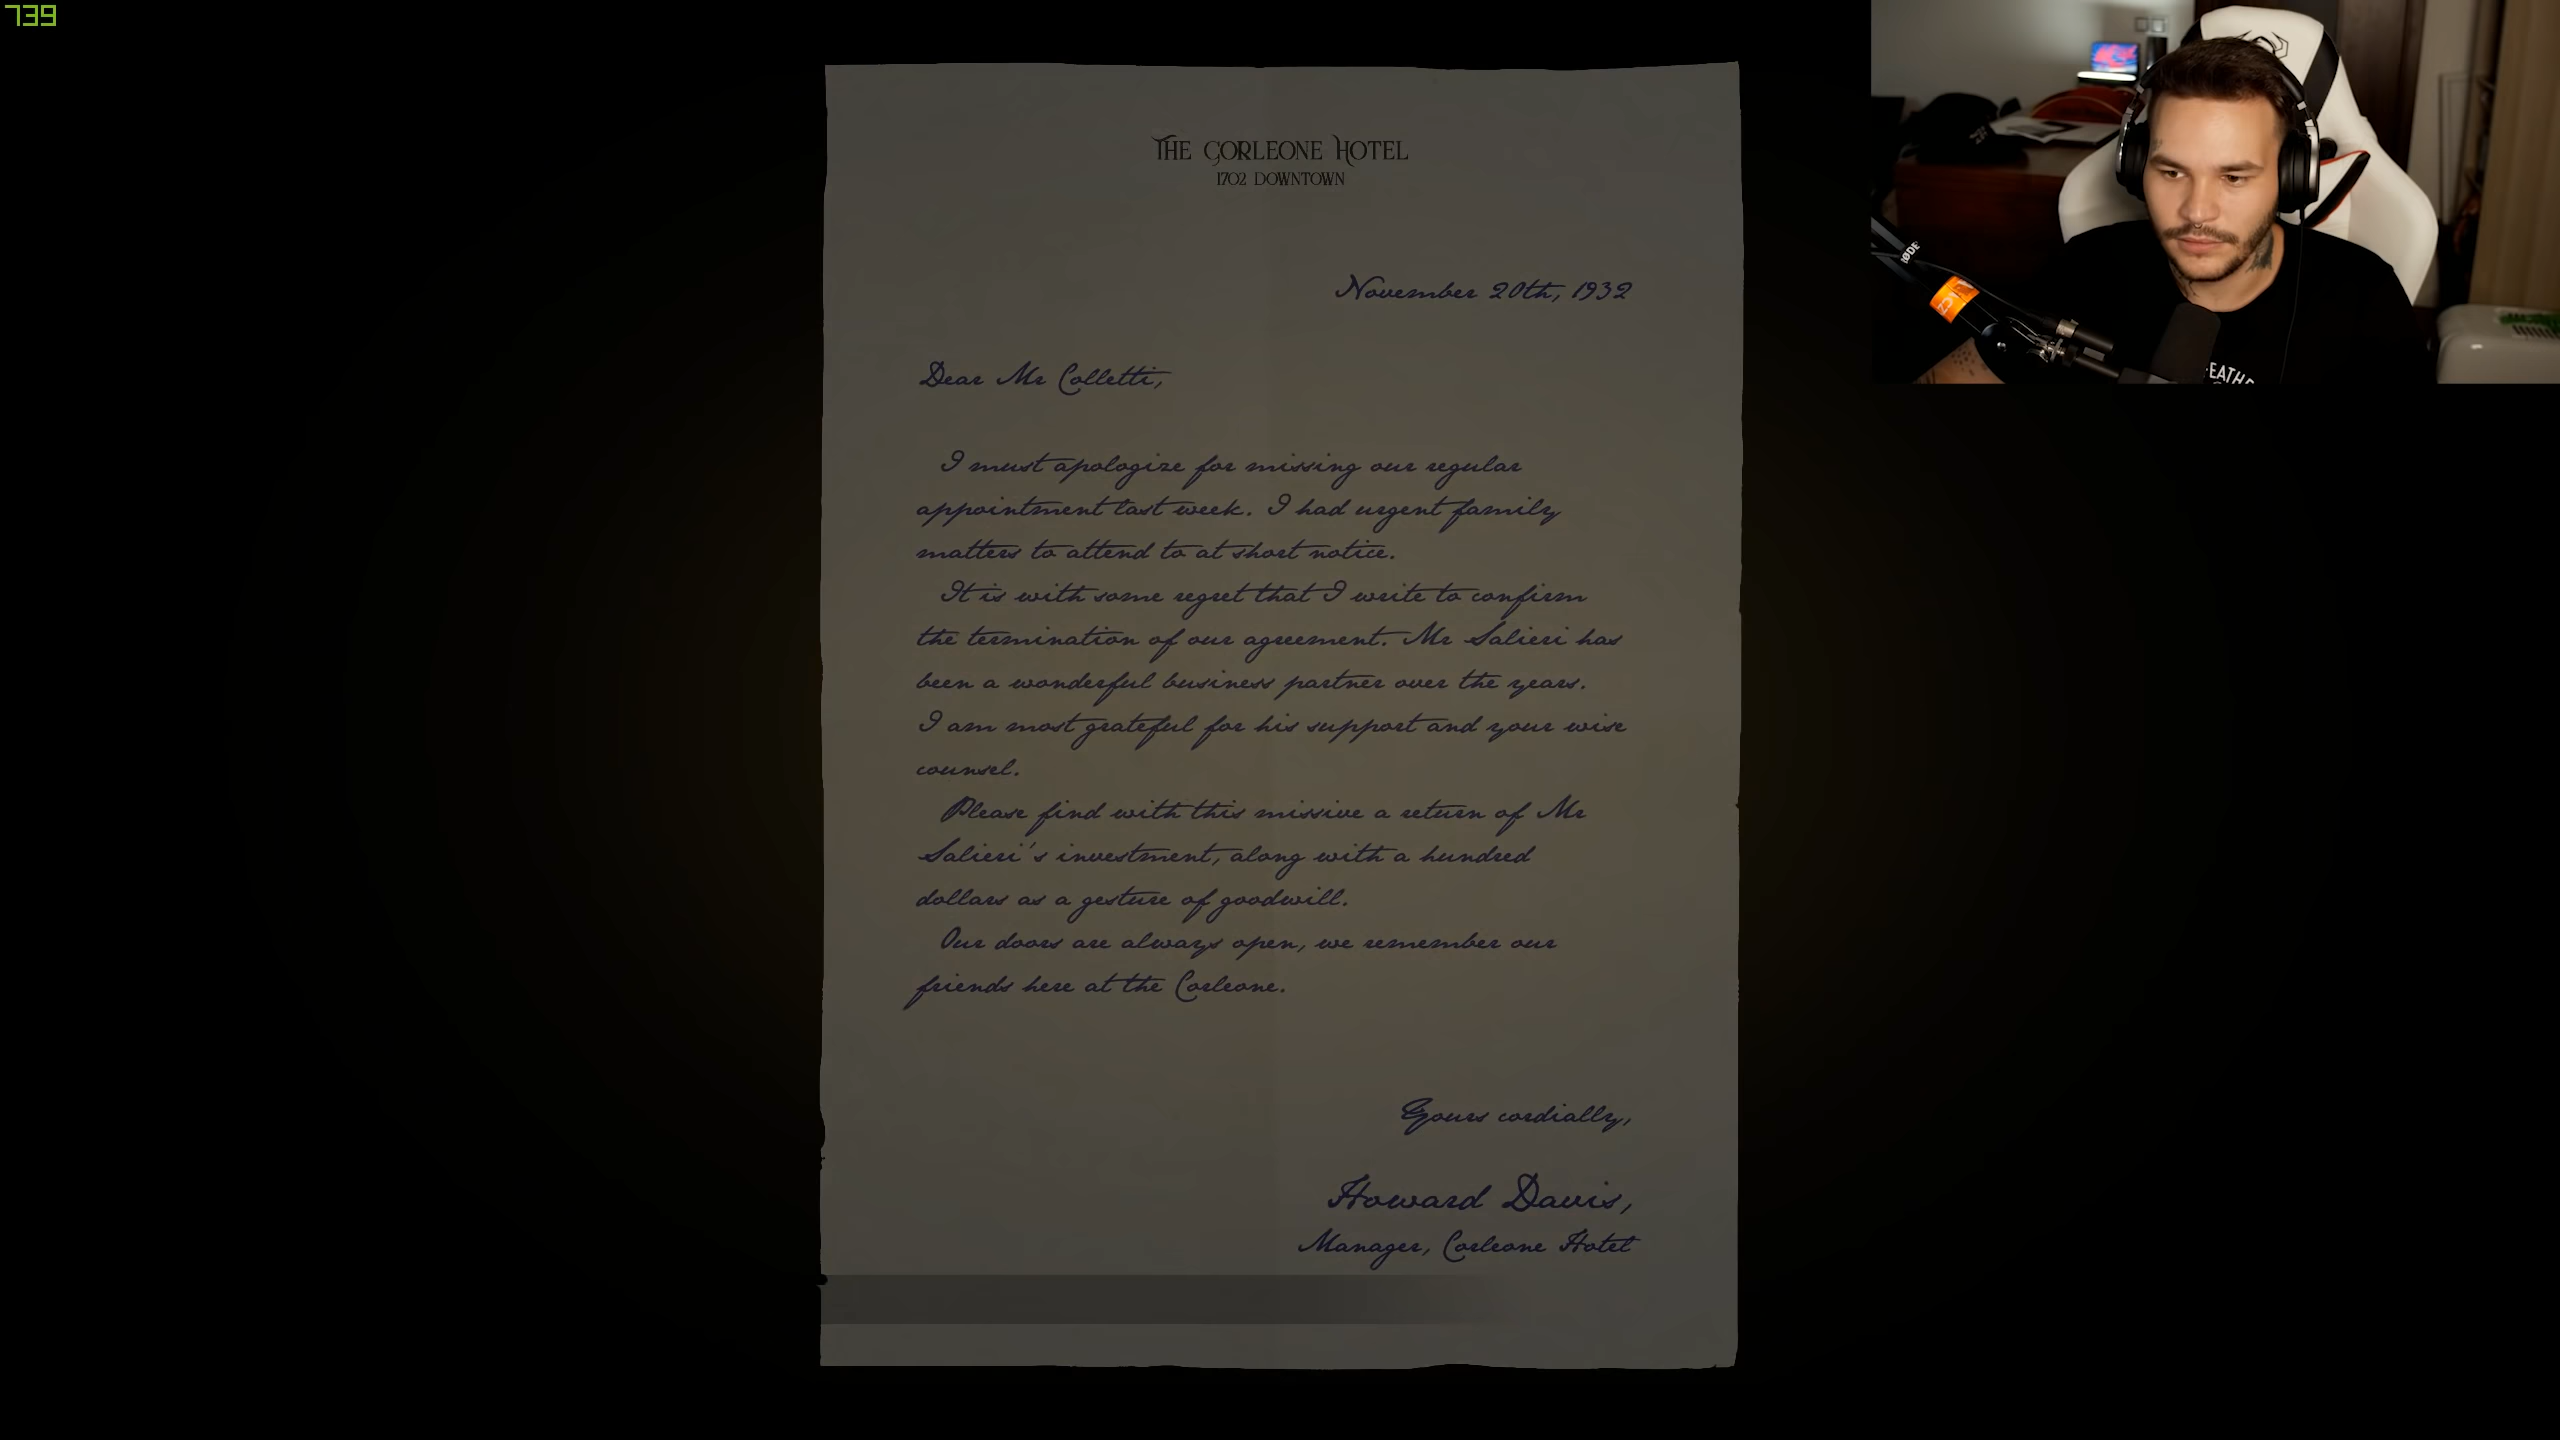 739
THE CORLEONE HOTEL
1702 DOWNTOWN
November 20th, 1932
Dear Mr Colletti,
I must apologize for missing our regular
appointment last week. I had urgent family
matters to attend to at short notice.
It is with some regret that I write to confirm
the termination of our agreement. Mr Salieri has
been a wonderful business partner over the years.
I am most grateful for his support and your wise
counsel.
Please find with this missive a return of Mr
Salieri's investment, along with a hundred
dollars as a gesture of goodwill.
Our doors are always open, we remember our
friends here at the Corleone.
Yours cordially,
Howard Davis,
Manager, Corleone Hotel